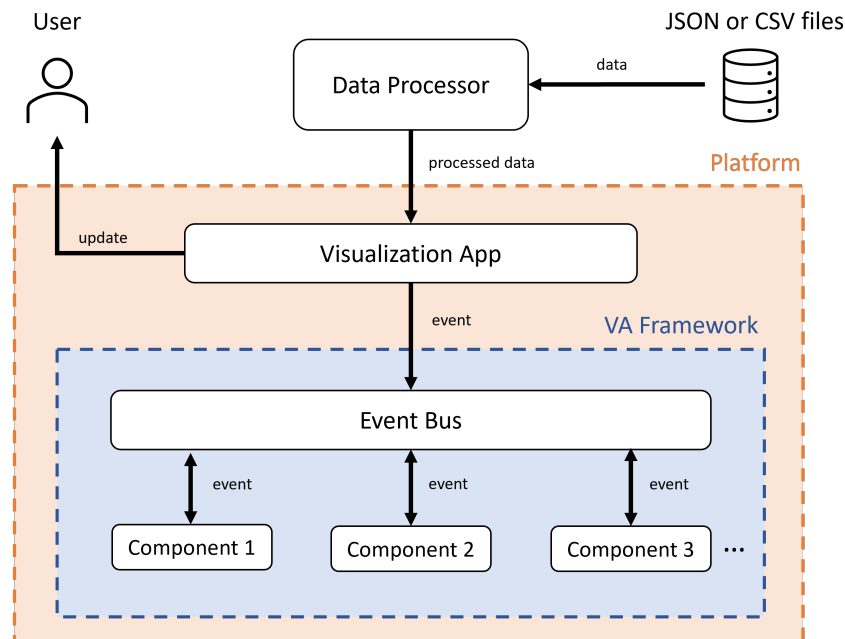 User
JSON or CSV files
Data Processor
data
processed data
Platform
update
Visualization App
event
VA Framework
Event Bus
event
event
event
Component 1
Component 2
Component 3
...